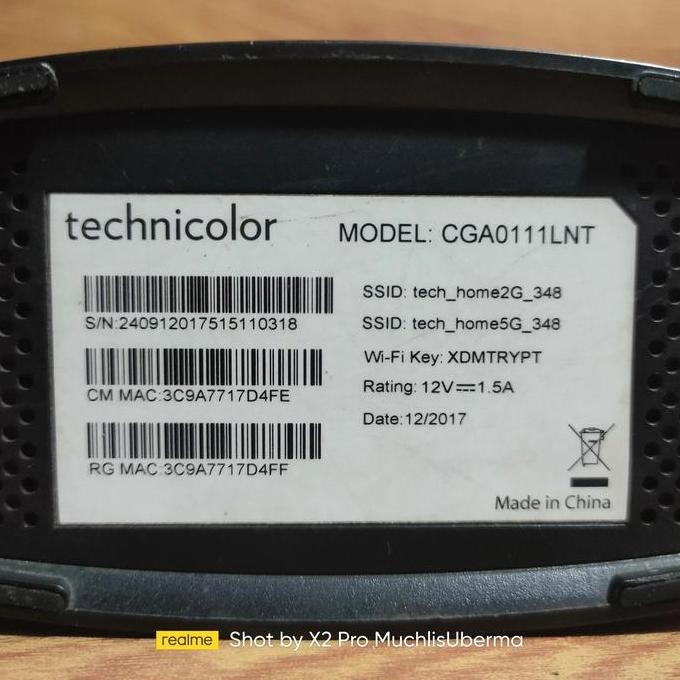 technicolor
MODEL: CGA0111LNT
SSID: tech_home2G_348
S/N:240912017515110318
SSID: tech_home5G_348
Wi-Fi Key: XDMTRYPT
CM MAC:3C9A7717D4FE
Rating: 12V⎓1.5A
Date:12/2017
RG MAC:3C9A7717D4FF
Made in China
realme Shot by X2 Pro MuchlisUberma